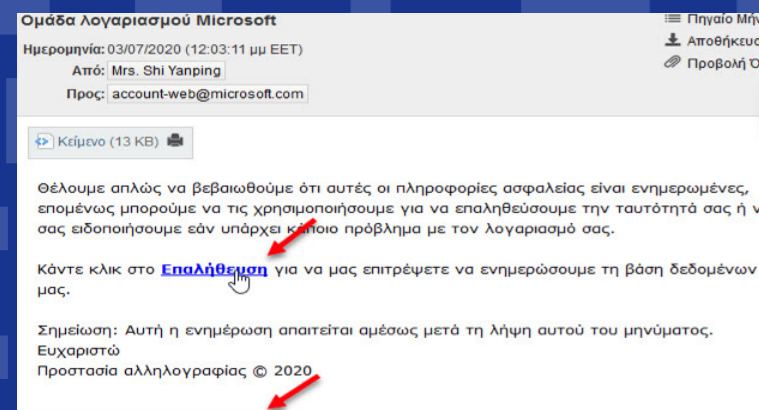 Ομάδα λογαριασμού Microsoft
Πηγαίο
Ημερομηνία: 03/07/2020 (12:03:11 μμ EET)
Από: Mrs. Shi Yanping
Προβολή
Προς: account-web@microsoft.com
Κείμενο (13 KB)
Θέλουμε απλώς να βεβαιωθούμε ότι αυτές οι πληροφορίες ασφαλείας είναι ενημερωμένες,
επομένως μπορούμε να τις χρησιμοποιήσουμε για να επαληθεύσουμε την ταυτότητά σας ή
σας ειδοποιήσουμε εάν υπάρχει κάποιο πρόβλημα με τον λογαριασμό σας.
Κάντε κλικ στο Επαλήθευση για να μας επιτρέψετε να ενημερώσουμε τη βάση δεδομένων
μας.
Σημείωση: Αυτή η ενημέρωση απαιτείται αμέσως μετά τη λήψη αυτού του μηνύματος.
Ευχαριστώ
Προστασία αλληλογραφίας © 2020